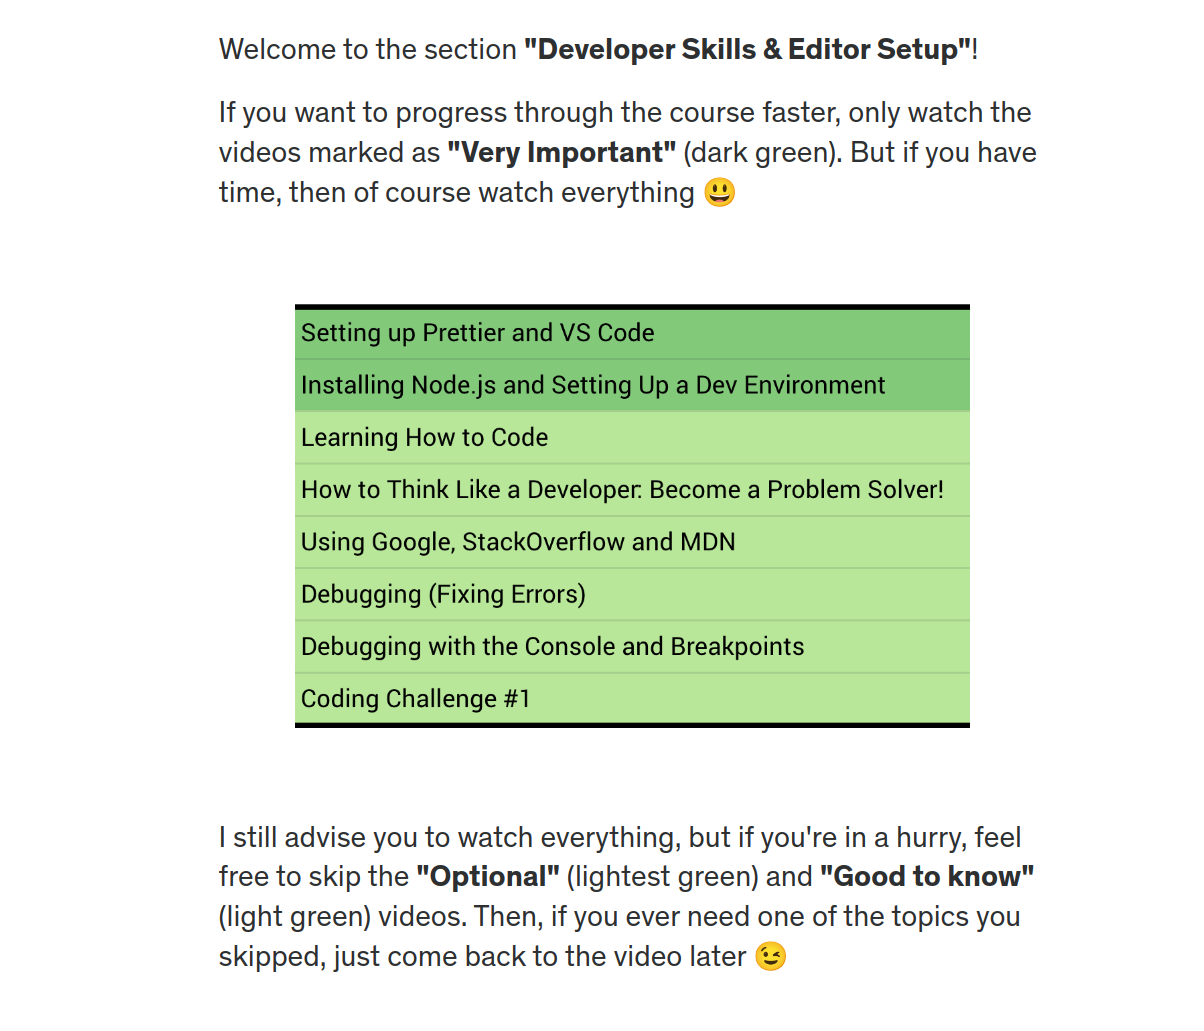 Welcome to the section "Developer Skills & Editor Setup"!
If you want to progress through the course faster, only watch the
videos marked as "Very Important" (dark green). But if you have
time, then of course watch everything 😃
Setting up Prettier and VS Code
Installing Node.js and Setting Up a Dev Environment
Learning How to Code
How to Think Like a Developer: Become a Problem Solver!
Using Google, StackOverflow and MDN
Debugging (Fixing Errors)
Debugging with the Console and Breakpoints
Coding Challenge #1
I still advise you to watch everything, but if you're in a hurry, feel
free to skip the "Optional" (lightest green) and "Good to know"
(light green) videos. Then, if you ever need one of the topics you
skipped, just come back to the video later 😉